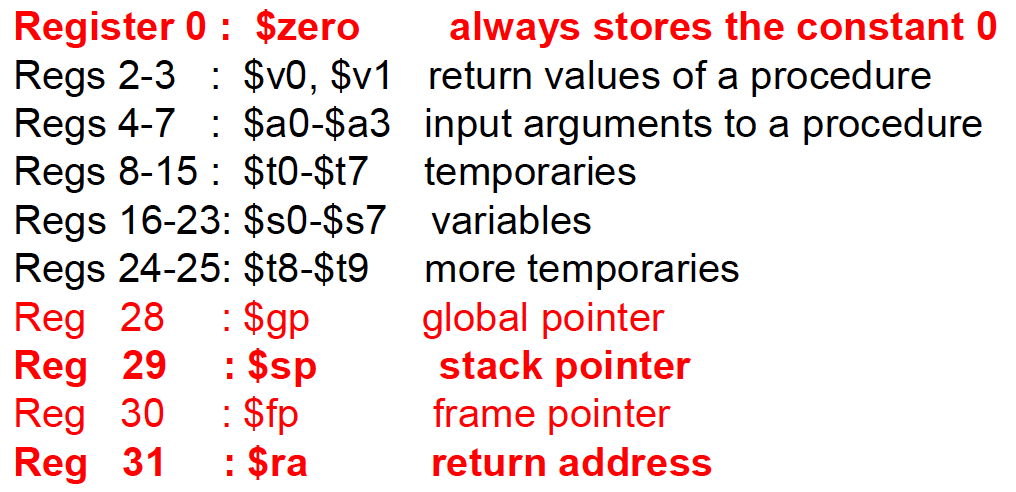 Register 0 : $zero always stores the constant 0
Regs 2-3 : $v0, $v1 return values of a procedure
Regs 4-7 : $a0-$a3 input arguments to a procedure
Regs 8-15 : $t0-$t7 temporaries
Regs 16-23: $s0-$s7 variables
Regs 24-25: $t8-$t9 more temporaries
Reg 28 : $gp global pointer
Reg 29 : $sp stack pointer
Reg 30 : $fp frame pointer
Reg 31 : $ra return address